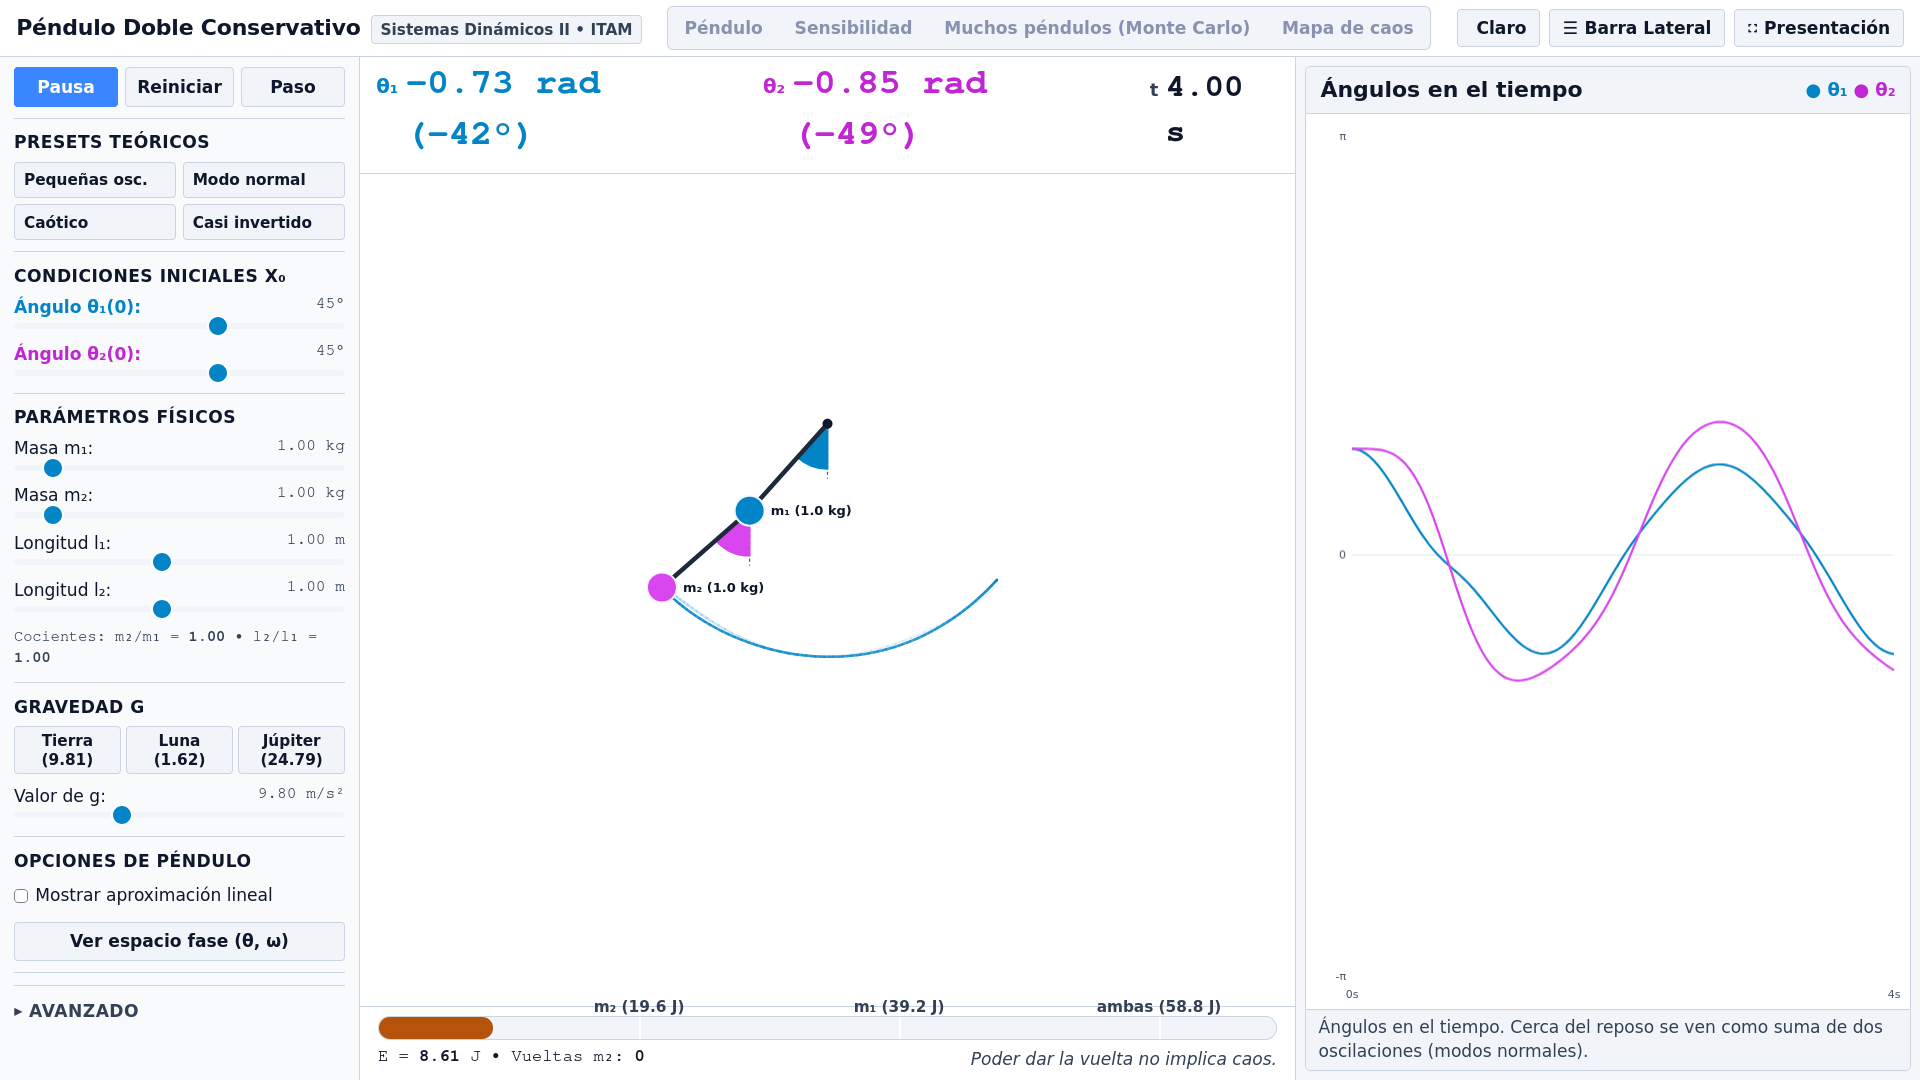 Péndulo Doble Conservativo
Sistemas Dinámicos II • ITAM
Péndulo
Sensibilidad
Muchos péndulos (Monte Carlo)
Mapa de caos
Claro
☰ Barra Lateral
⛶ Presentación
Pausa
Reiniciar
Paso
PRESETS TEÓRICOS
Pequeñas osc.
Modo normal
Caótico
Casi invertido
CONDICIONES INICIALES X₀
Ángulo θ₁(0):
45°
Ángulo θ₂(0):
45°
PARÁMETROS FÍSICOS
Masa m₁:
1.00 kg
Masa m₂:
1.00 kg
Longitud l₁:
1.00 m
Longitud l₂:
1.00 m
Cocientes: m₂/m₁ = 1.00 • l₂/l₁ =
1.00
GRAVEDAD G
Tierra
(9.81)
Luna
(1.62)
Júpiter
(24.79)
Valor de g:
9.80 m/s²
OPCIONES DE PÉNDULO
Mostrar aproximación lineal
Ver espacio fase (θ, ω)
▸ AVANZADO
θ₁ −0.73 rad
(−42°)
θ₂ −0.85 rad
(−49°)
t 4.00
s
m₁ (1.0 kg)
m₂ (1.0 kg)
m₂ (19.6 J)
m₁ (39.2 J)
ambas (58.8 J)
E = 8.61 J • Vueltas m₂: 0
Poder dar la vuelta no implica caos.
Ángulos en el tiempo
● θ₁ ● θ₂
π
0
-π
0s
4s
Ángulos en el tiempo. Cerca del reposo se ven como suma de dos
oscilaciones (modos normales).